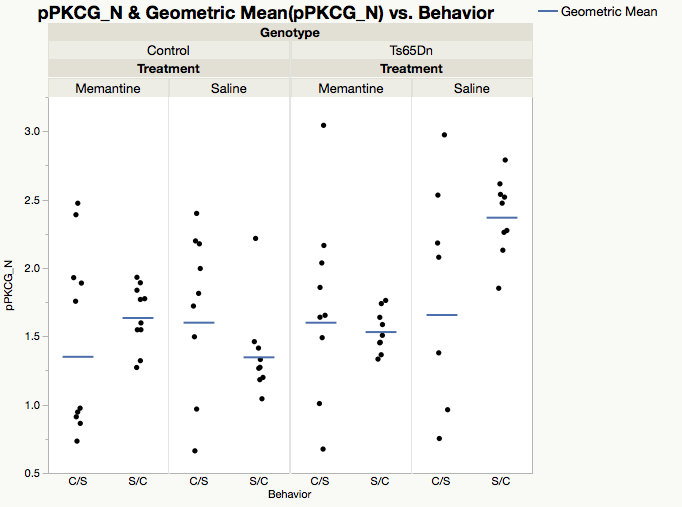 pPKCG_N & Geometric Mean(pPKCG_N) vs. Behavior
Geometric Mean
Genotype
Control Ts65Dn
Treatment Treatment
Memantine Saline Memantine Saline
3.0
2.5
2.0
1.5
1.0
0.5
pPKCG_N
C/S S/C C/S S/C C/S S/C C/S S/C
Behavior